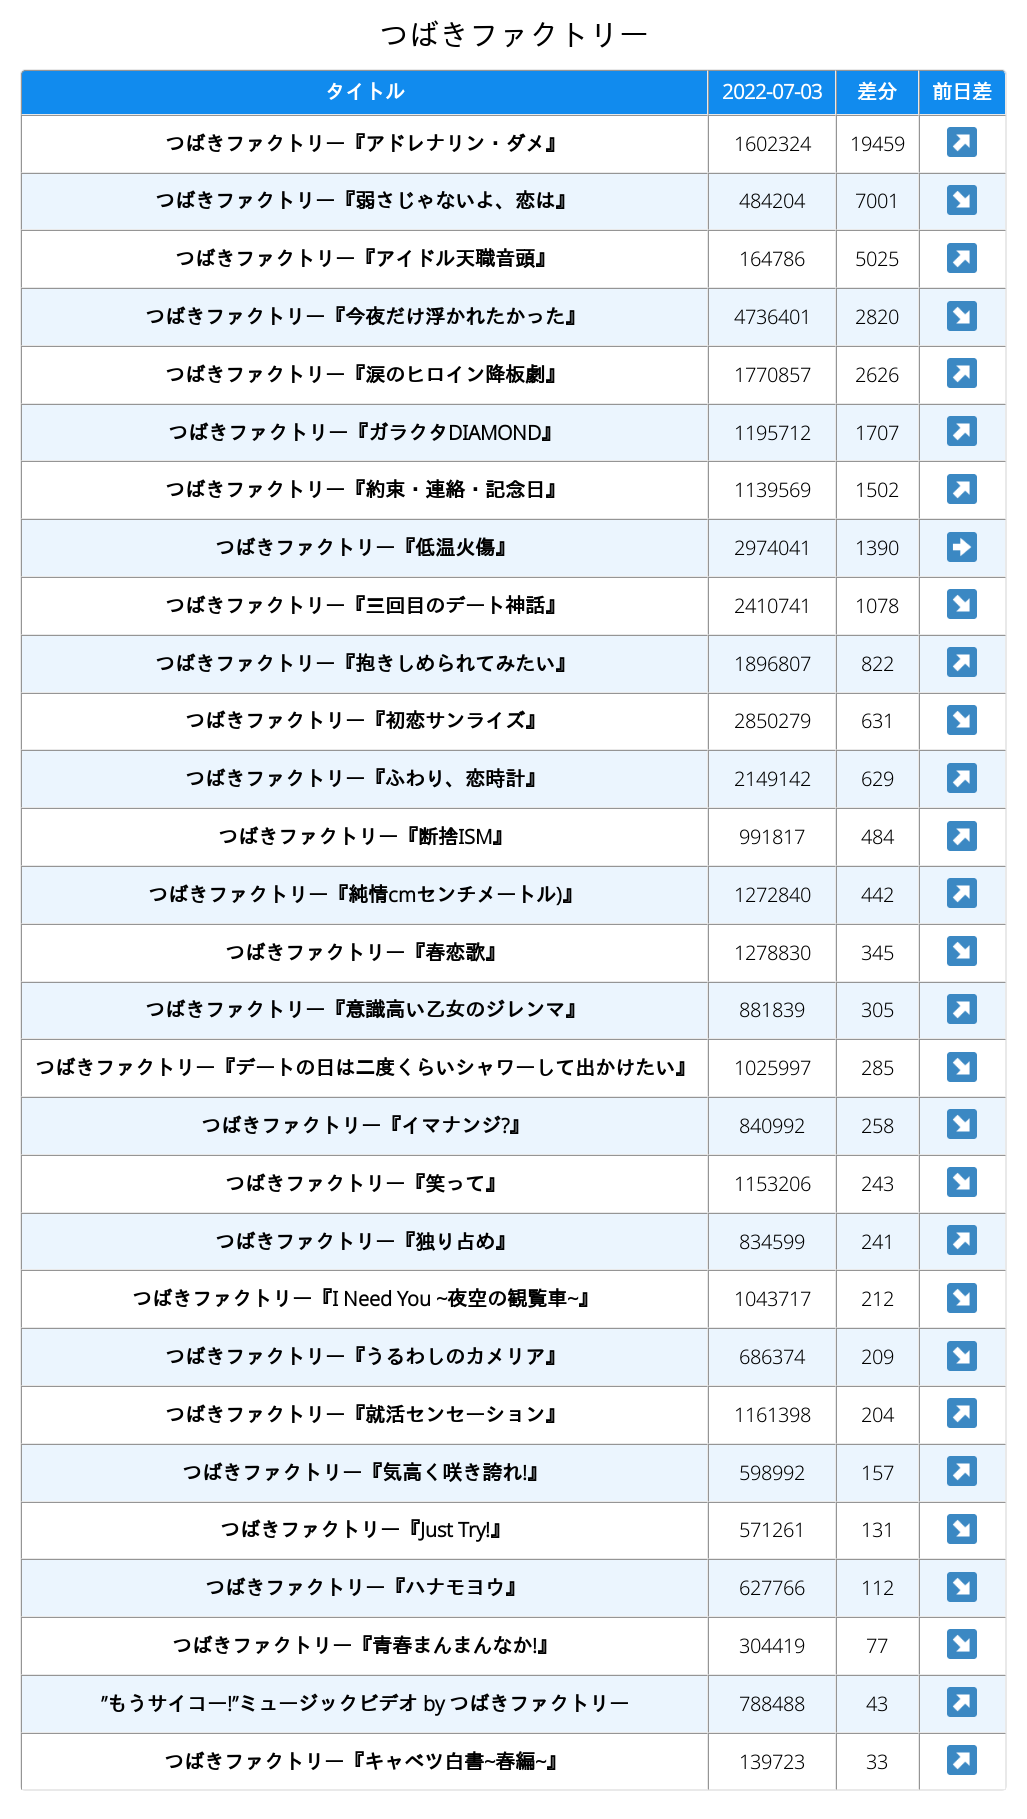 つばきファクトリー
タイトル 2022-07-03 差分 前日差
つばきファクトリー『アドレナリン・ダメ』 1602324 19459
つばきファクトリー『弱さじゃないよ、恋は』 484204 7001
つばきファクトリー『アイドル天職音頭』 164786 5025
つばきファクトリー『今夜だけ浮かれたかった』 4736401 2820
つばきファクトリー『涙のヒロイン降板劇』 1770857 2626
つばきファクトリー『ガラクタDIAMOND』 1195712 1707
つばきファクトリー『約束・連絡・記念日』 1139569 1502
つばきファクトリー『低温火傷』 2974041 1390
つばきファクトリー『三回目のデート神話』 2410741 1078
つばきファクトリー『抱きしめられてみたい』 1896807 822
つばきファクトリー『初恋サンライズ』 2850279 631
つばきファクトリー『ふわり、恋時計』 2149142 629
つばきファクトリー『断捨ISM』 991817 484
つばきファクトリー『純情cmセンチメートル)』 1272840 442
つばきファクトリー『春恋歌』 1278830 345
つばきファクトリー『意識高い乙女のジレンマ』 881839 305
つばきファクトリー『デートの日は二度くらいシャワーして出かけたい』 1025997 285
つばきファクトリー『イマナンジ?』 840992 258
つばきファクトリー『笑って』 1153206 243
つばきファクトリー『独り占め』 834599 241
つばきファクトリー『I Need You ~夜空の観覧車~』 1043717 212
つばきファクトリー『うるわしのカメリア』 686374 209
つばきファクトリー『就活センセーション』 1161398 204
つばきファクトリー『気高く咲き誇れ!』 598992 157
つばきファクトリー『Just Try!』 571261 131
つばきファクトリー『ハナモヨウ』 627766 112
つばきファクトリー『青春まんまんなか!』 304419 77
”もうサイコー!”ミュージックビデオ by つばきファクトリー 788488 43
つばきファクトリー『キャベツ白書~春編~』 139723 33